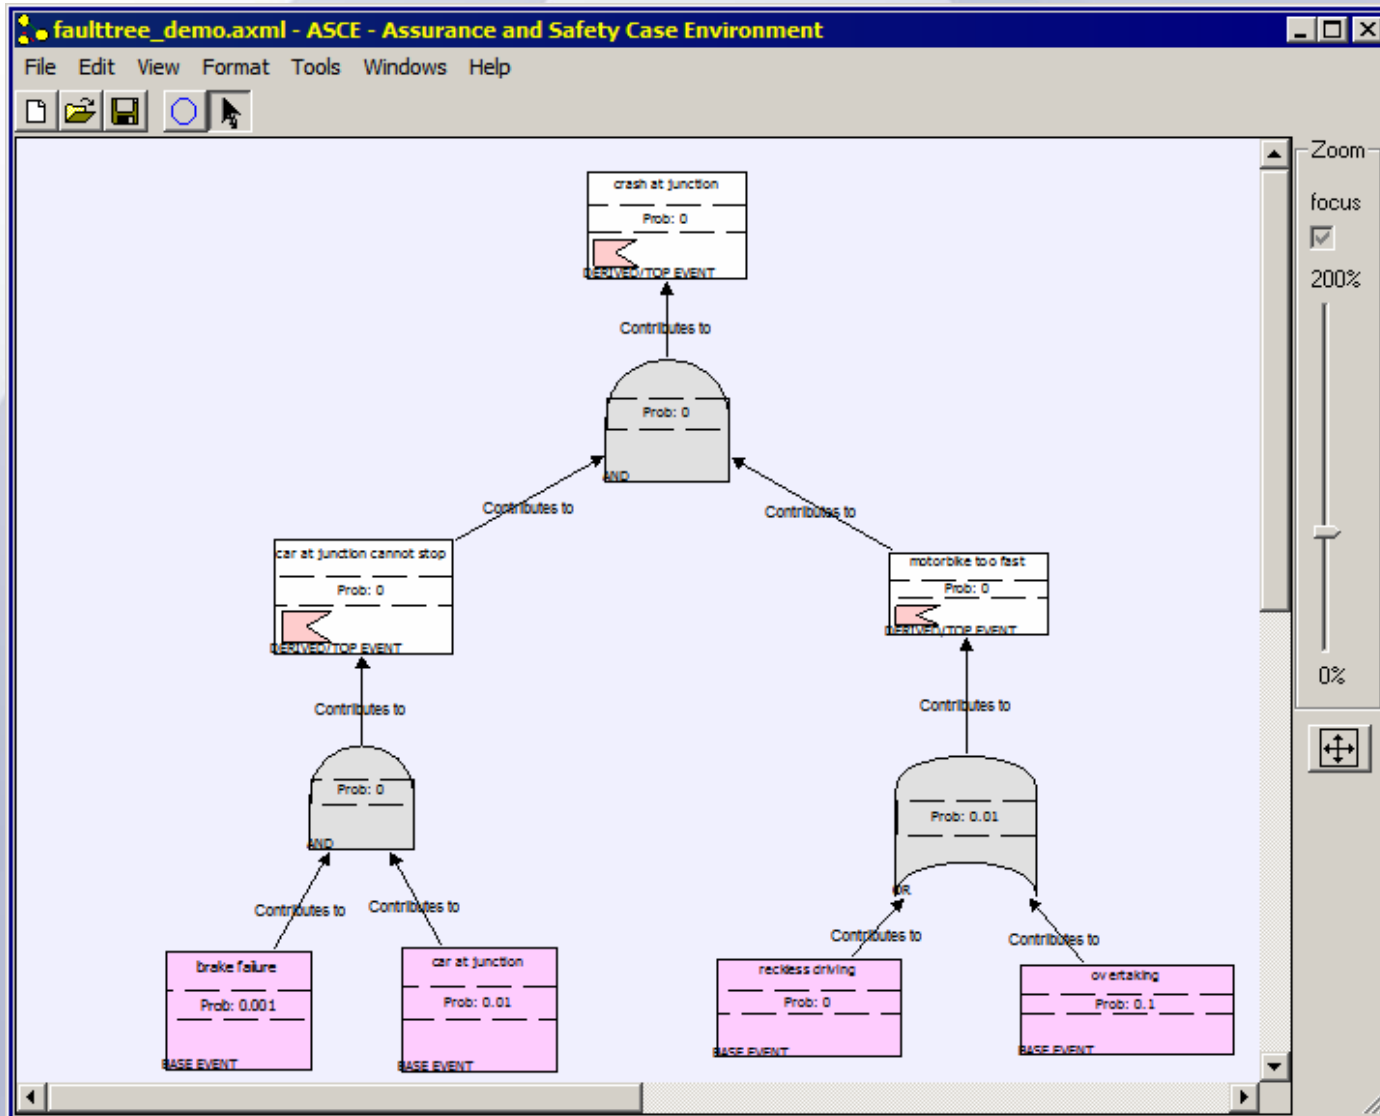 faulttree_demo.axml - ASCE - Assurance and Safety Case Environment
File Edit View Format Tools Windows Help
Zoom
focus
200%
0%
crash at junction
Prob: 0
DERIVED/TOP EVENT
Contributes to
Prob: 0
AND
Contributes to
Contributes to
car at junction cannot stop
Prob: 0
DERIVED/TOP EVENT
motorbike too fast
Prob: 0
DERIVED/TOP EVENT
Contributes to
Contributes to
Prob: 0
AND
Prob: 0.01
OR
Contributes to
Contributes to
Contributes to
Contributes to
brake failure
Prob: 0.001
BASE EVENT
car at junction
Prob: 0.01
BASE EVENT
reckless driving
Prob: 0
BASE EVENT
overtaking
Prob: 0.1
BASE EVENT